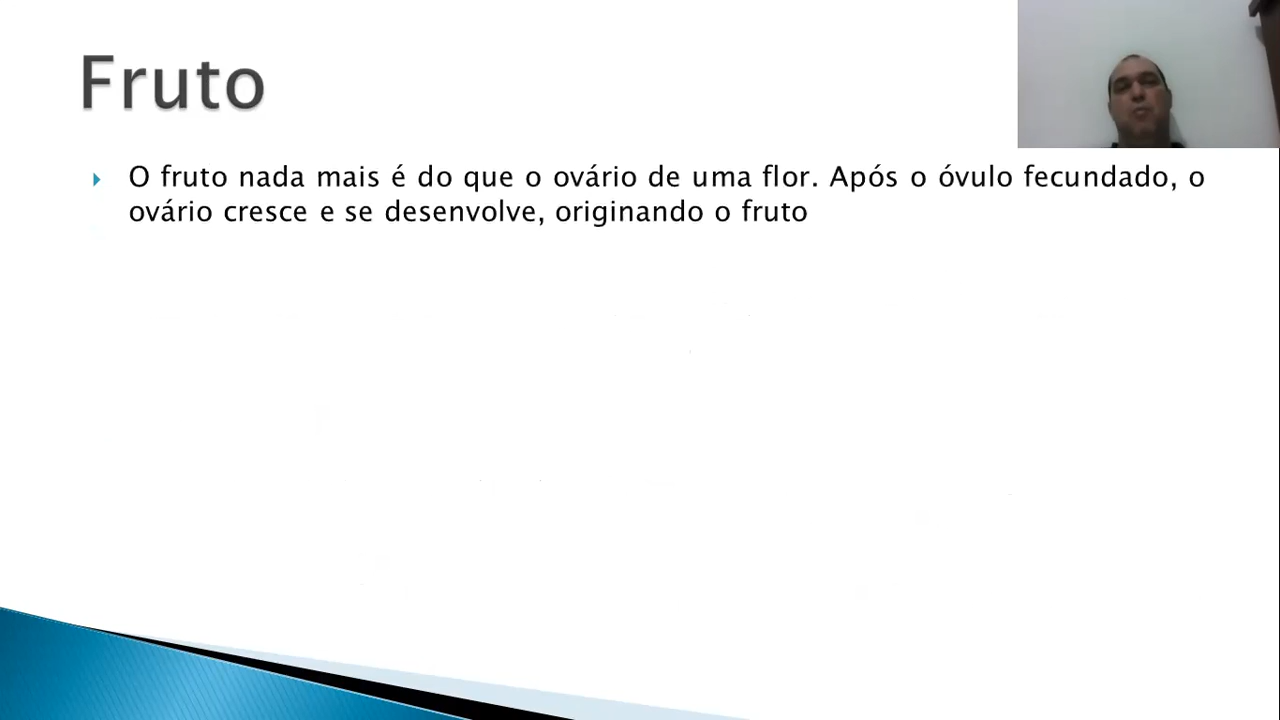 Fruto
O fruto nada mais é do que o ovário de uma flor. Após o óvulo fecundado, o
ovário cresce e se desenvolve, originando o fruto